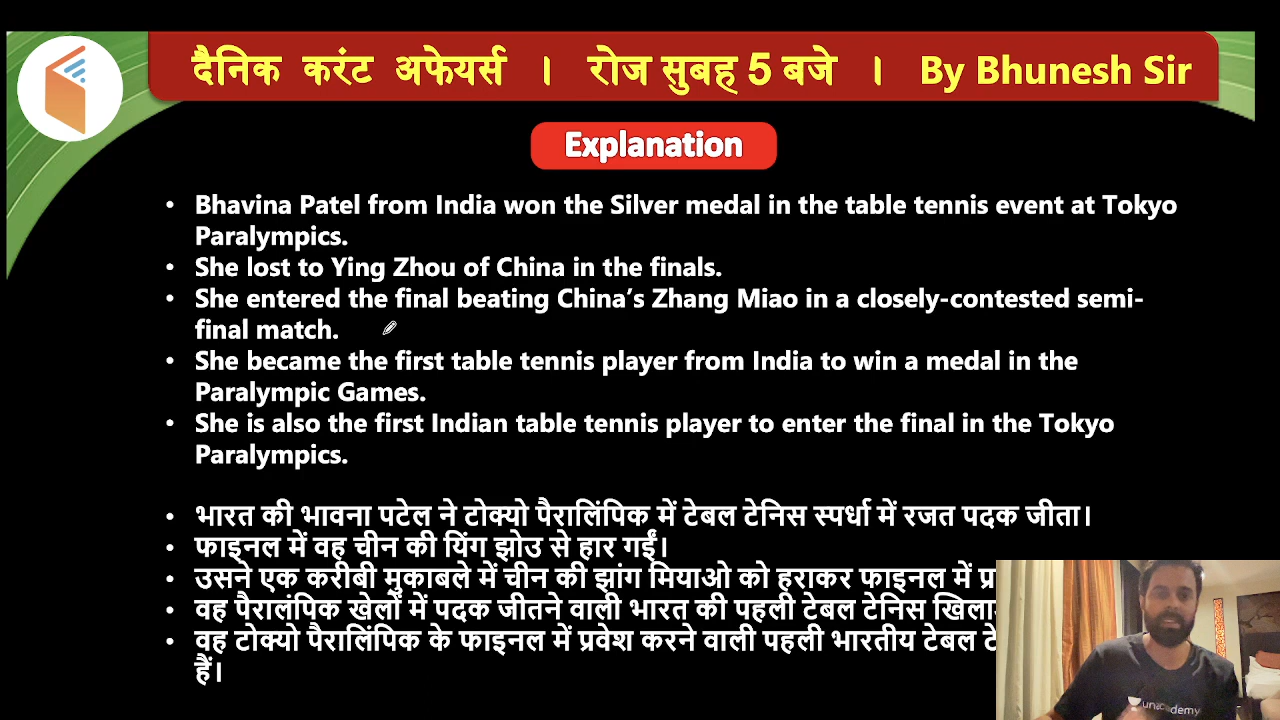 दैनिक करंट अफेयर्स । रोज सुबह 5 बजे । By Bhunesh Sir
Explanation
• Bhavina Patel from India won the Silver medal in the table tennis event at Tokyo
Paralympics.
• She lost to Ying Zhou of China in the finals.
• She entered the final beating China’s Zhang Miao in a closely-contested semi-
final match.
• She became the first table tennis player from India to win a medal in the
Paralympic Games.
• She is also the first Indian table tennis player to enter the final in the Tokyo
Paralympics.
• भारत की भावना पटेल ने टोक्यो पैरालिंपिक में टेबल टेनिस स्पर्धा में रजत पदक जीता।
• फाइनल में वह चीन की यिंग झोउ से हार गईं।
• उसने एक करीबी मुकाबले में चीन की झांग मियाओ को हराकर फाइनल में
• वह पैरालंपिक खेलों में पदक जीतने वाली भारत की पहली टेबल टेनिस
• वह टोक्यो पैरालिंपिक के फाइनल में प्रवेश करने वाली पहली भारतीय टेबल
हैं।
unacademy